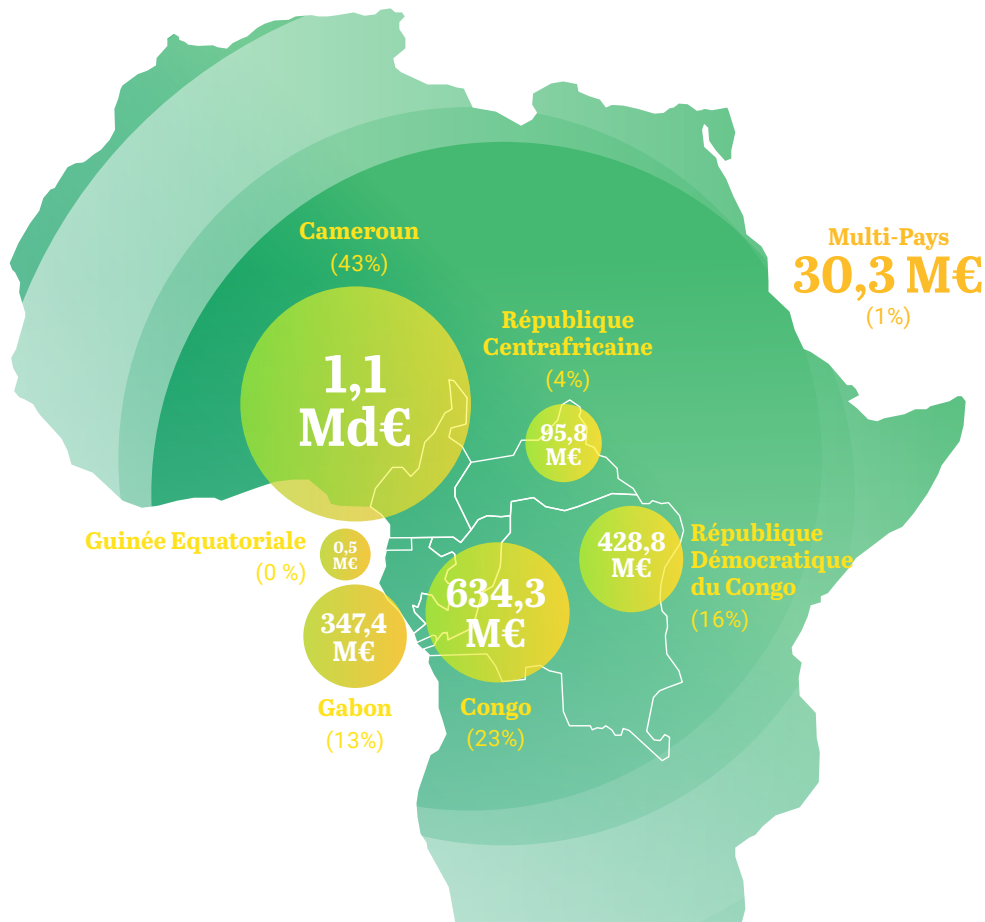 Cameroun
(43%)
1,1
Md€
Multi-Pays
30,3 M€
(1%)
République
Centrafricaine
(4%)
95,8
M€
Guinée Equatoriale
(0 %)
0,5
M€
428,8
M€
République
Démocratique
du Congo
(16%)
634,3
M€
347,4
M€
Gabon
(13%)
Congo
(23%)